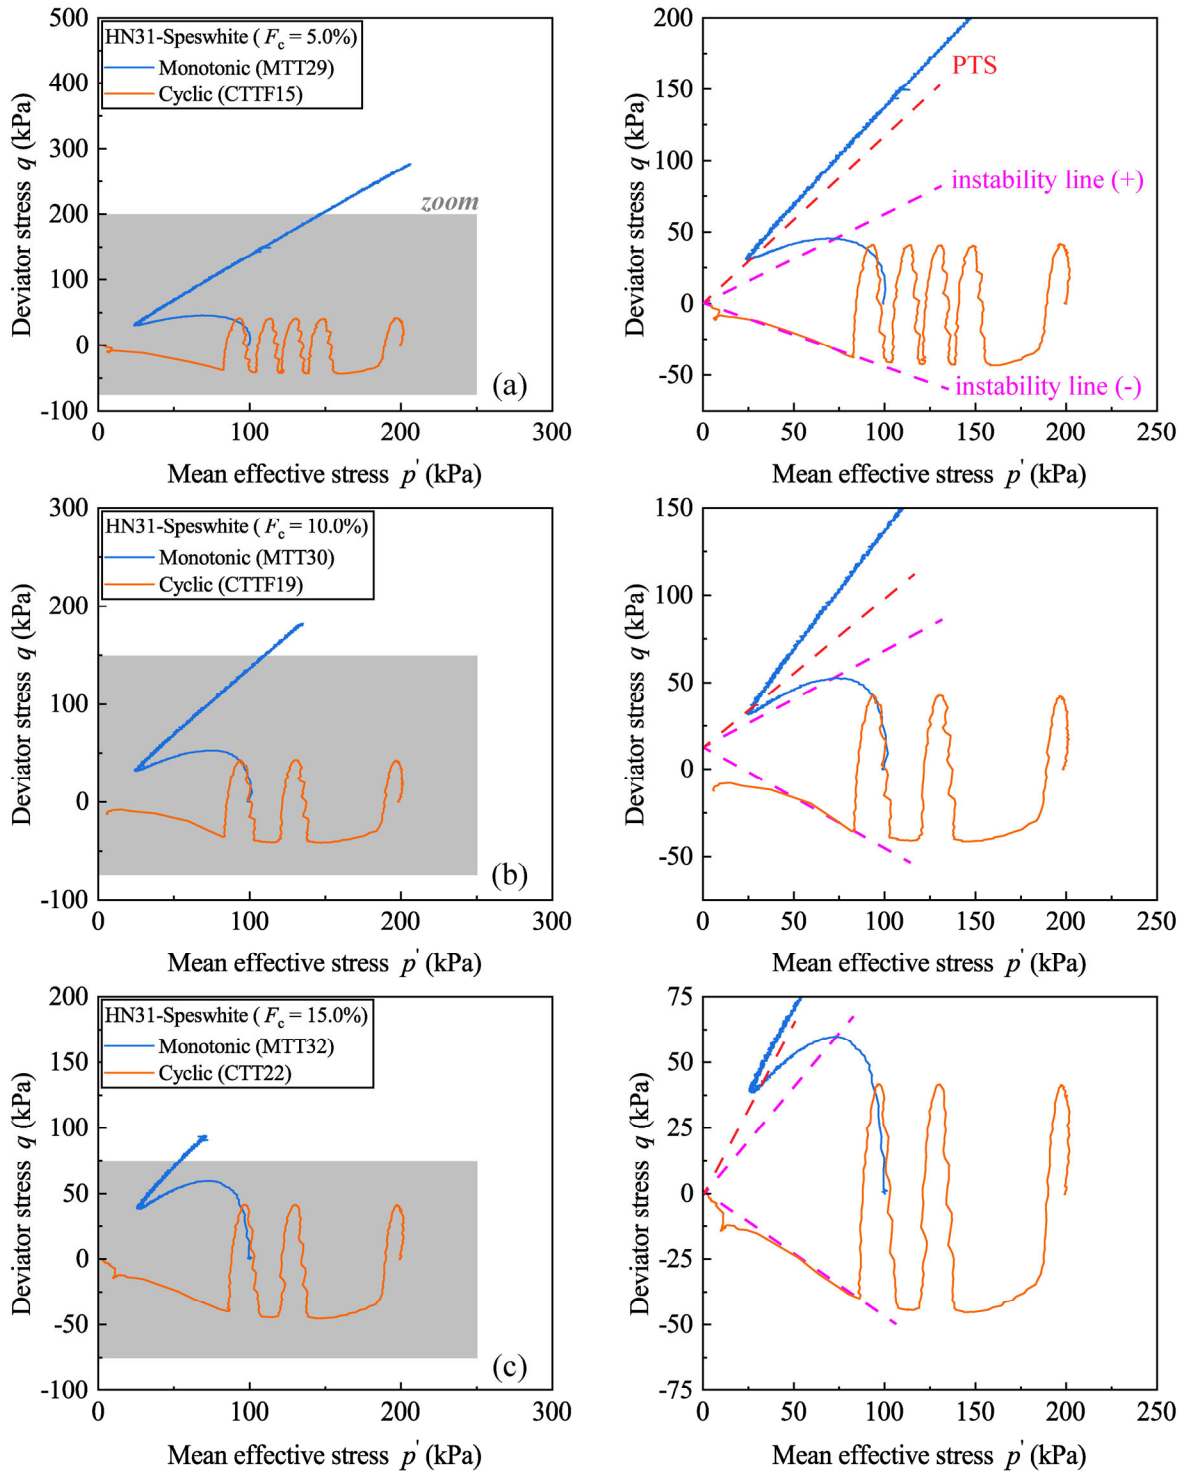 500
400
300
200
100
0
-100
Deviator stress q (kPa)
HN31-Speswhite ( Fc = 5.0%)
Monotonic (MTT29)
Cyclic (CTTF15)
zoom
(a)
0
100
200
300
Mean effective stress p' (kPa)
200
150
100
50
0
-50
Deviator stress q (kPa)
PTS
instability line (+)
instability line (-)
0
50
100
150
200
250
Mean effective stress p' (kPa)
300
200
100
0
-100
Deviator stress q (kPa)
HN31-Speswhite ( Fc = 10.0%)
Monotonic (MTT30)
Cyclic (CTTF19)
(b)
0
100
200
300
Mean effective stress p' (kPa)
150
100
50
0
-50
Deviator stress q (kPa)
0
50
100
150
200
250
Mean effective stress p' (kPa)
200
150
100
50
0
-50
-100
Deviator stress q (kPa)
HN31-Speswhite ( Fc = 15.0%)
Monotonic (MTT32)
Cyclic (CTT22)
(c)
0
100
200
300
Mean effective stress p' (kPa)
75
50
25
0
-25
-50
-75
Deviator stress q (kPa)
0
50
100
150
200
250
Mean effective stress p' (kPa)